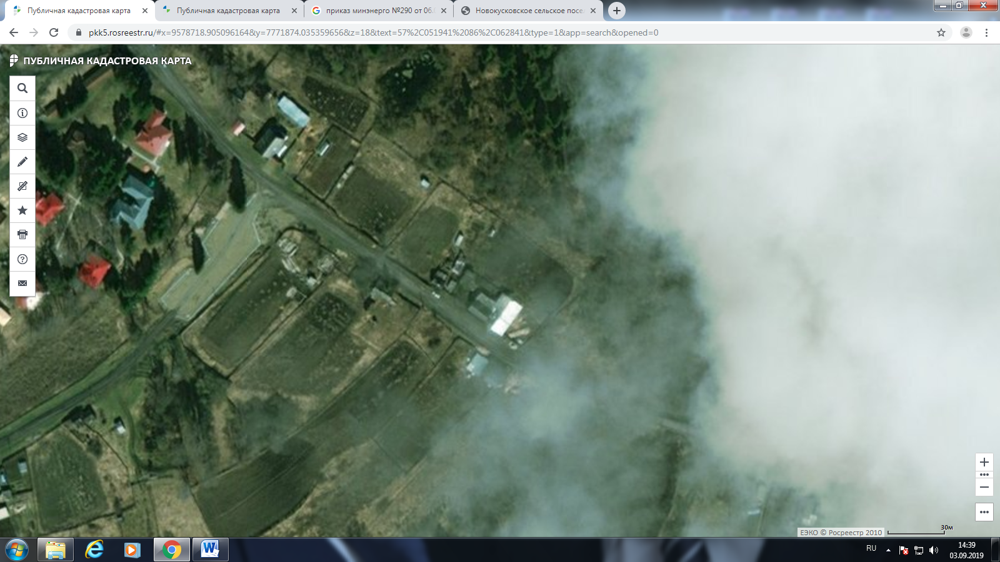 Публичная кадастровая карта
Публичная кадастровая карта
приказ минэнерго №290 от 06.
Новокусковское сельское посе
pkk5.rosreestr.ru/#x=9578718.905096164&y=7771874.035359656&z=18&text=57%2C051941%2086%2C062841&type=1&app=search&opened=0
ПУБЛИЧНАЯ КАДАСТРОВАЯ КАРТА
30м
ЕЭКО © Росреестр 2010
RU
14:39
03.09.2019